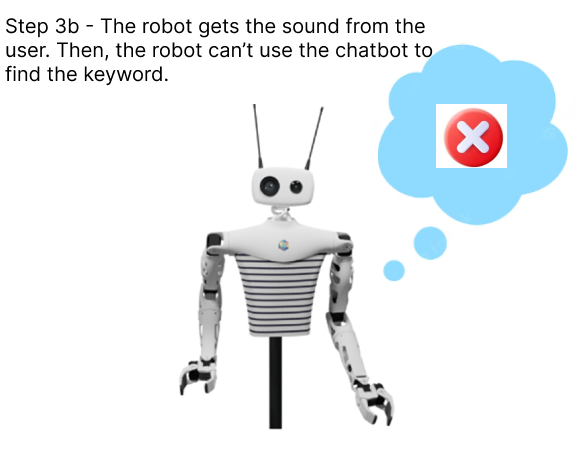 Step 3b - The robot gets the sound from the
user. Then, the robot can’t use the chatbot to
find the keyword.